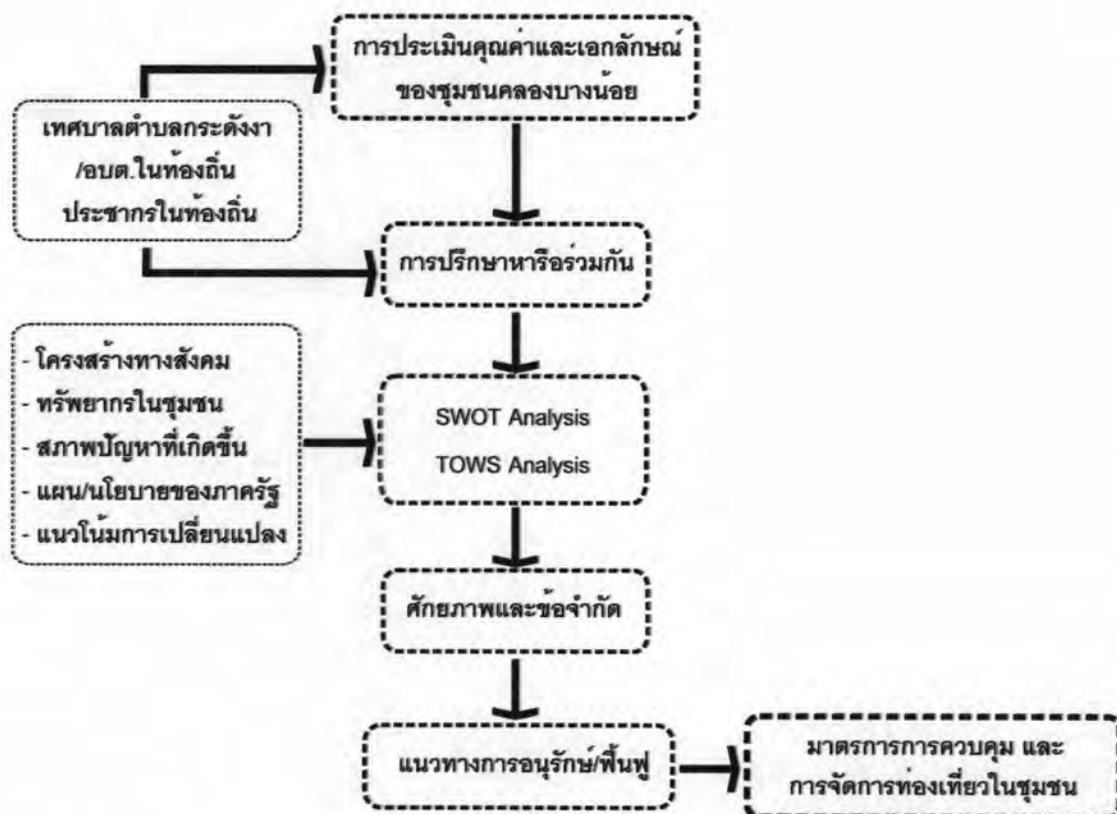 การประเมินคุณค่าและเอกลักษณ์
ของชุมชนคลองบางน้อย
เทศบาลตำบลกระดังงา
/อบต.ในท้องถิ่น
ประชากรในท้องถิ่น
การปรึกษาหารือร่วมกัน
- โครงสร้างทางสังคม
- ทรัพยากรในชุมชน
- สภาพปัญหาที่เกิดขึ้น
- แผน/นโยบายของภาครัฐ
- แนวโน้มการเปลี่ยนแปลง
SWOT Analysis
TOWS Analysis
ศักยภาพและข้อจำกัด
แนวทางการอนุรักษ์/ฟื้นฟู
มาตรการการควบคุม และ
การจัดการท่องเที่ยวในชุมชน